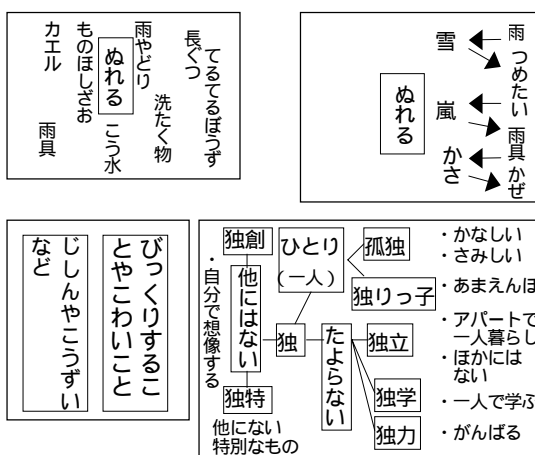 てるてるぼうず
長ぐつ
洗たく物
雨やどり
ぬれる
こう水
ものほしざお
雨具
カエル
雨
つめたい
雨具
かぜ
雪
嵐
かさ
ぬれる
びっくりするこ
とやこわいこと
じしんやこうずい
など
独創
・自分で想像する
他にはない
独特
他にない
特別なもの
ひとり
(一人)
独
たよらない
孤独
・かなしい
・さみしい
独りっ子
・あまえんぼ
独立
・アパートで
一人暮らし
・ほかには
ない
独学
・一人で学ぶ
独力
・がんばる